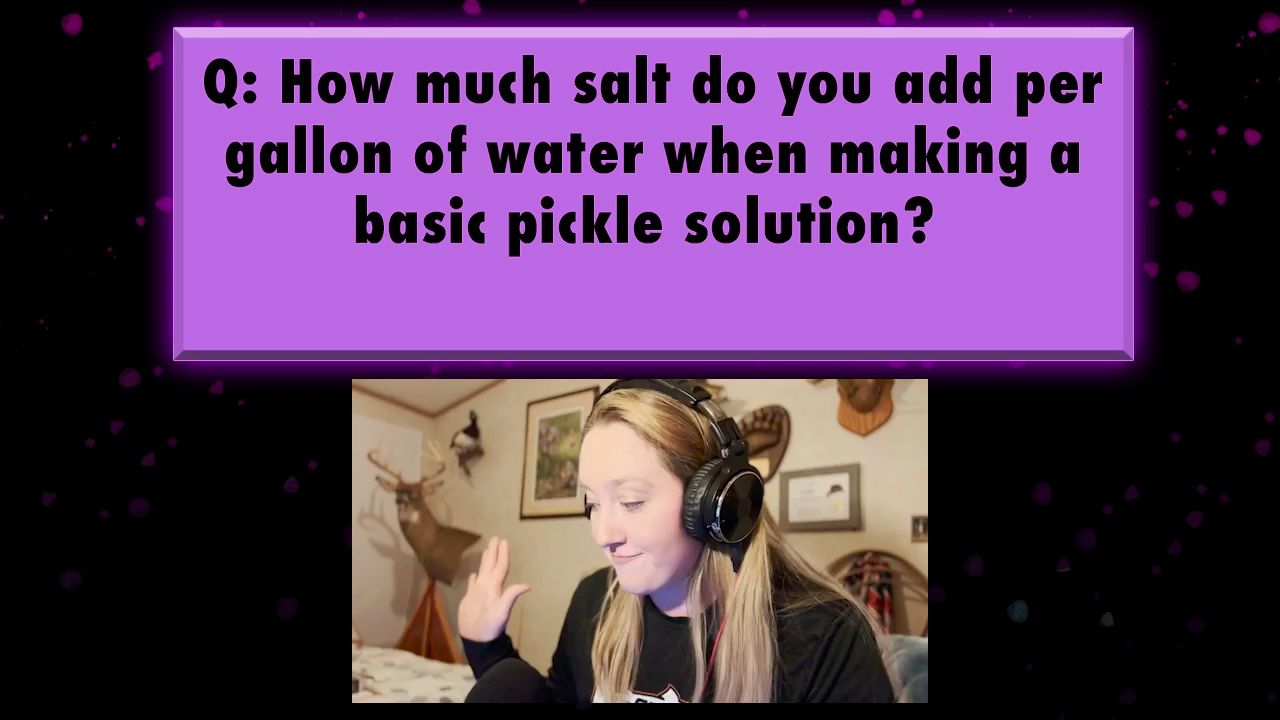 Q: How much salt do you add per
gallon of water when making a
basic pickle solution?